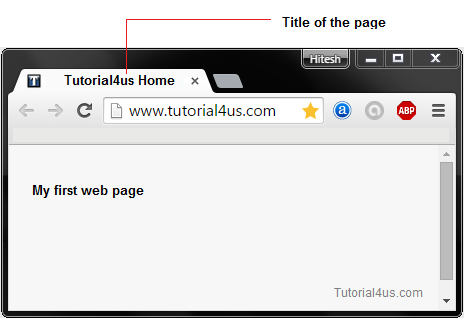 Title of the page
Hitesh
T Tutorial4us Home
www.tutorial4us.com
a
ABP
My first web page
Tutorial4us.com